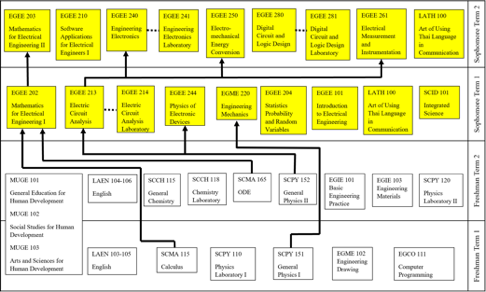 EGEE 203
Mathematics
for Electrical
Engineering II
EGEE 210
Software
Applications
for Electrical
Engineers I
EGEE 240
Engineering
Electronics
EGEE 241
Engineering
Electronics
Laboratory
EGEE 250
Electro-
mechanical
Energy
Conversion
EGEE 280
Digital
Circuit and
Logic Design
EGEE 281
Digital
Circuit and
Logic Design
Laboratory
EGEE 261
Electrical
Measurement
and
Instrumentation
LATH 100
Art of Using
Thai Language
in
Communication
Sophomore Term 2
EGEE 202
Mathematics
for Electrical
Engineering I
EGEE 213
Electric
Circuit
Analysis
EGEE 214
Electric
Circuit
Analysis
Laboratory
EGEE 244
Physics of
Electronic
Devices
EGME 220
Engineering
Mechanics
EGEE 204
Statistics
Probability
and Random
Variables
EGEE 101
Introduction
to Electrical
Engineering
LATH 100
Art of Using
Thai Language
in
Communication
SCID 101
Integrated
Science
Sophomore Term 1
MUGE 101
General Education for
Human Development
MUGE 102
Social Studies for Human
Development
MUGE 103
Arts and Sciences for
Human Development
LAEN 104-106
English
SCCH 115
General
Chemistry
SCCH 118
Chemistry
Laboratory
SCMA 165
ODE
SCPY 152
General
Physics II
EGIE 101
Basic
Engineering
Practice
EGIE 103
Engineering
Materials
SCPY 120
Physics
Laboratory II
Freshman Term 2
LAEN 103-105
English
SCMA 115
Calculus
SCPY 110
Physics
Laboratory I
SCPY 151
General
Physics I
EGME 102
Engineering
Drawing
EGCO 111
Computer
Programming
Freshman Term 1